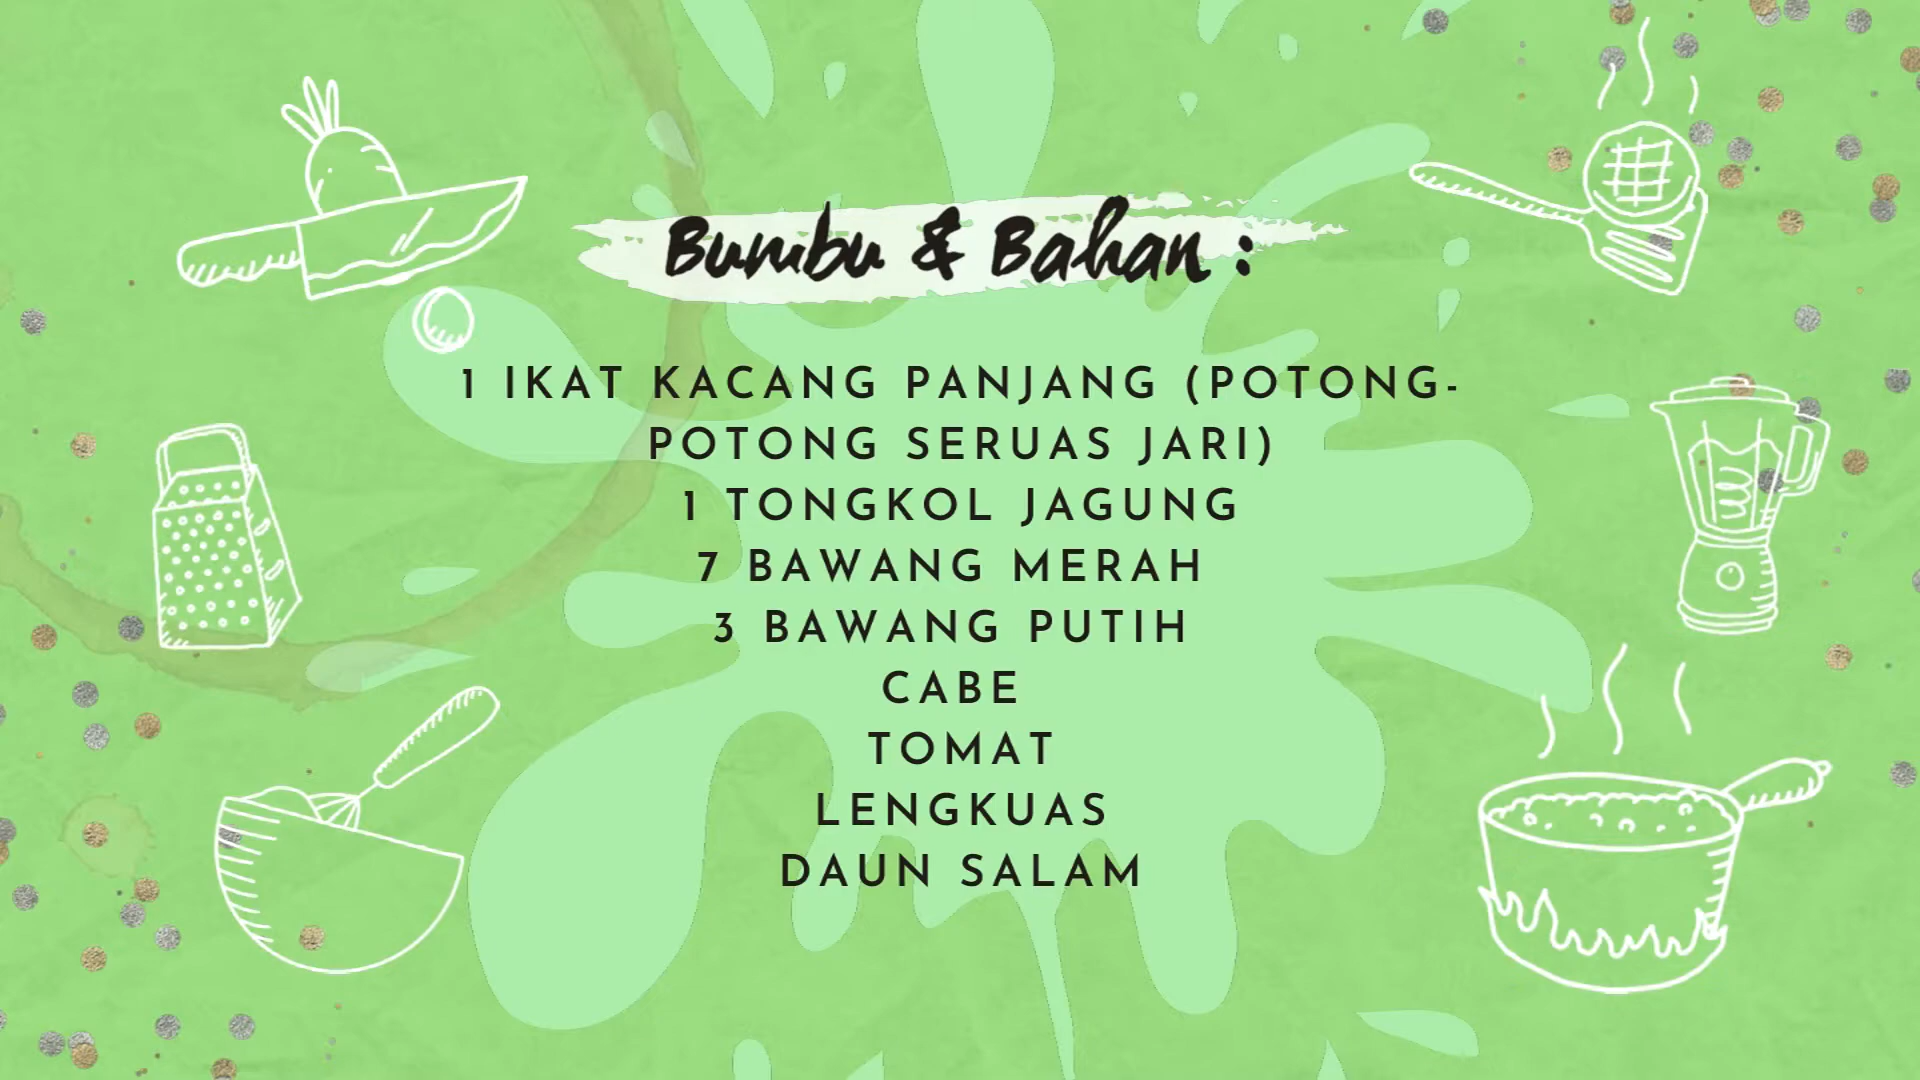 Bumbu & Bahan :
1 IKAT KACANG PANJANG (POTONG-
POTONG SERUAS JARI)
1 TONGKOL JAGUNG
7 BAWANG MERAH
3 BAWANG PUTIH
CABE
TOMAT
LENGKUAS
DAUN SALAM